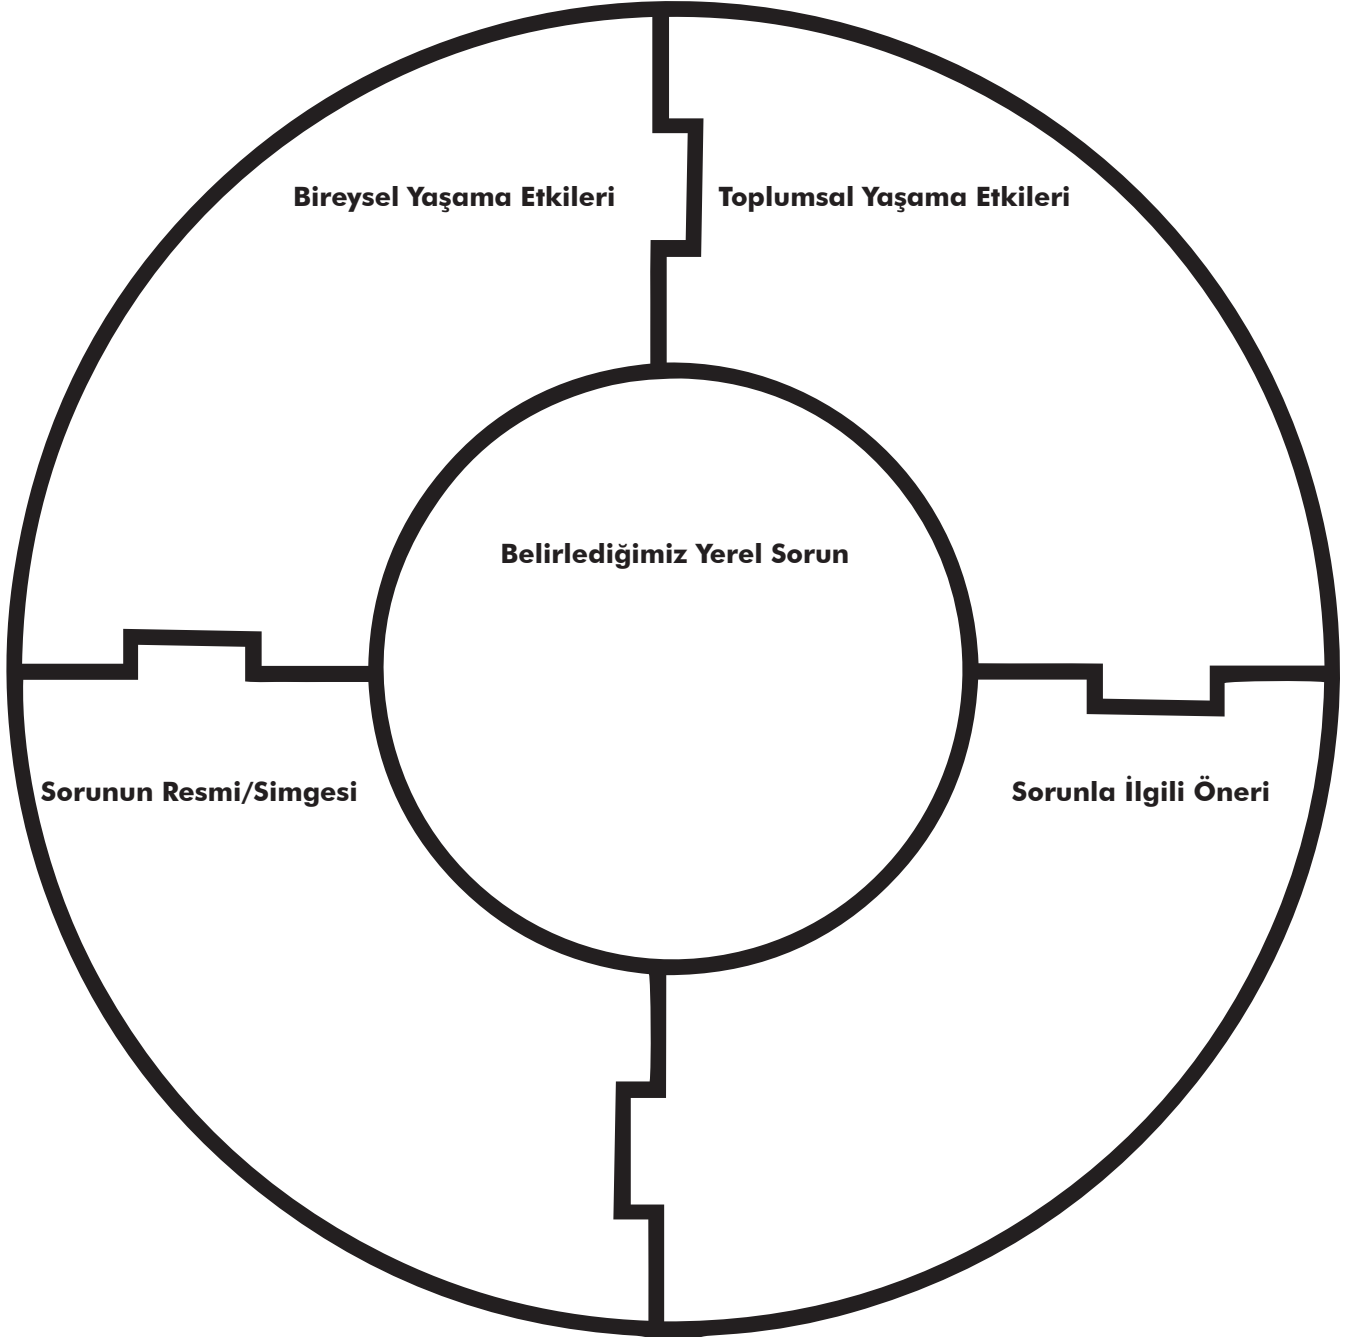 Bireysel Yaşama Etkileri
Toplumsal Yaşama Etkileri
Belirlediğimiz Yerel Sorun
Sorunun Resmi/Simgesi
Sorunla İlgili Öneri